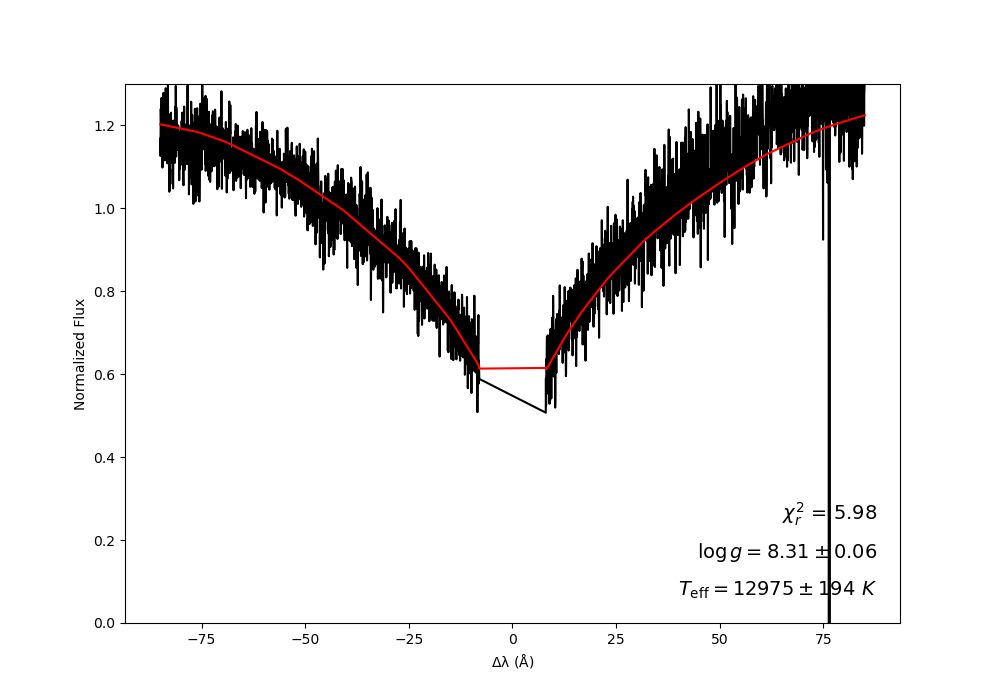 1.2
1.0
0.8
0.6
0.4
0.2
0.0
Normalized Flux
χ²ᵣ = 5.98
log g = 8.31 ± 0.06
T_eff = 12975 ± 194 K
−75 −50 −25 0 25 50 75
Δλ (Å)